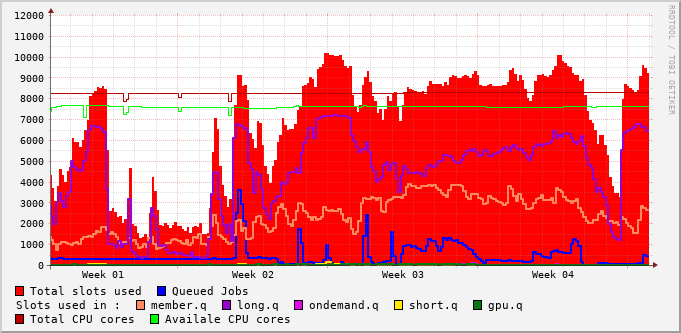 RRDTOOL / TOBI OETIKER
12000
11000
10000
9000
8000
7000
6000
5000
4000
3000
2000
1000
0
Week 01 Week 02 Week 03 Week 04
Total slots used Queued Jobs
Slots used in : member.q long.q ondemand.q short.q gpu.q
Total CPU cores Availale CPU cores